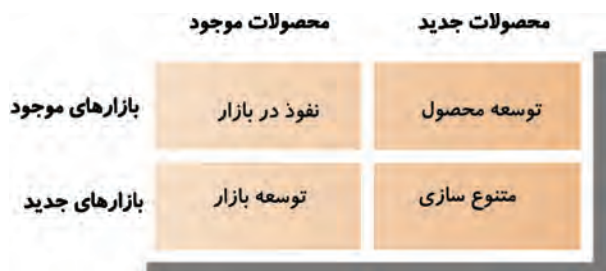 محصولات جدید محصولات موجود
توسعه محصول نفوذ در بازار بازارهای موجود
متنوع سازی توسعه بازار بازارهای جدید